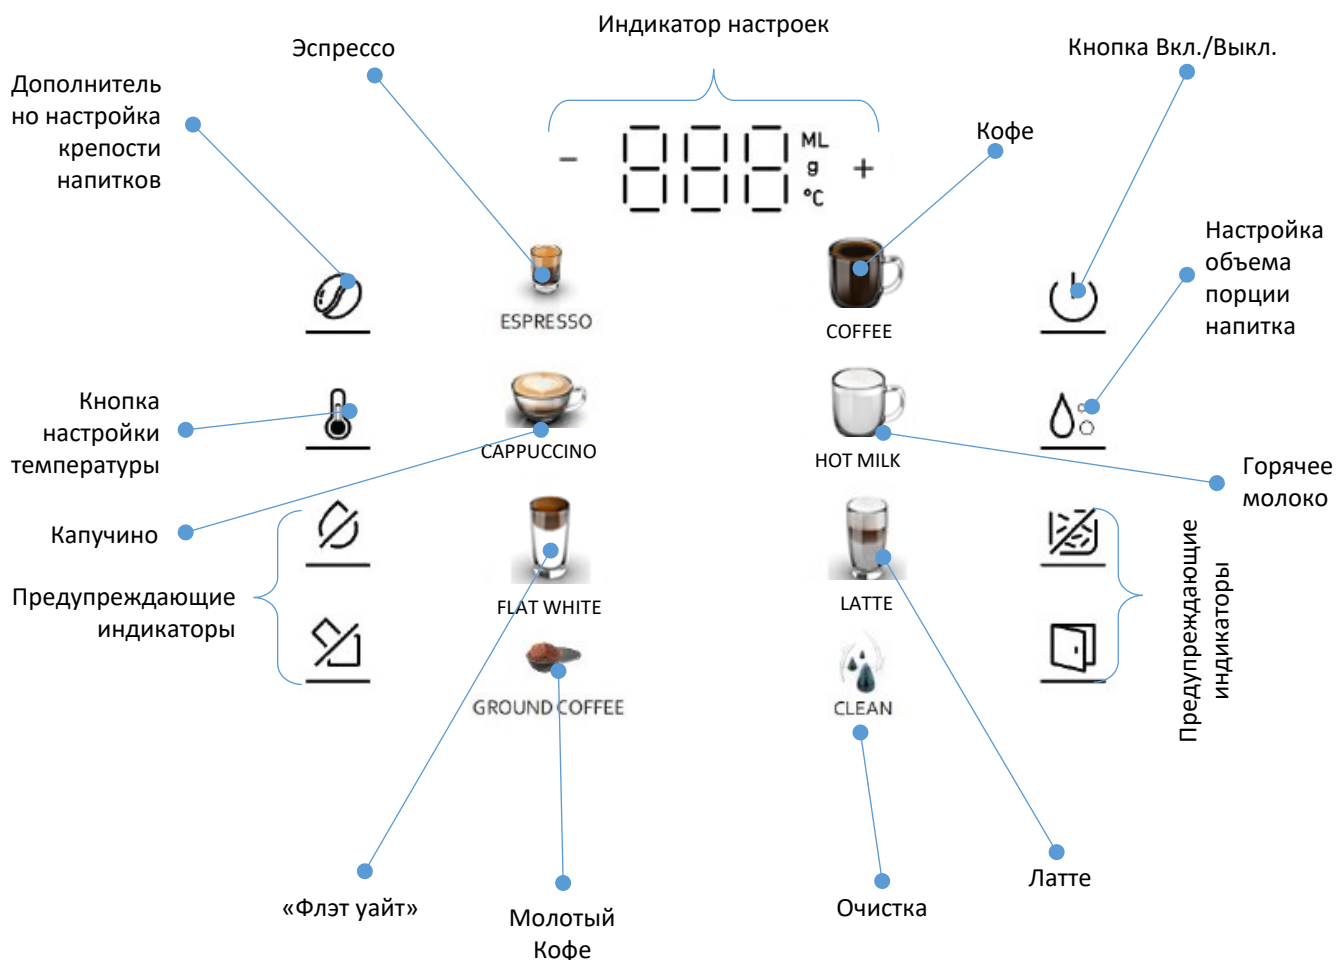 Индикатор настроек
Эспрессо
Кнопка Вкл./Выкл.
Дополнитель
но настройка
крепости
напитков
Кофе
- 888 ML
g
°C +
Настройка
объема
порции
напитка
ESPRESSO
COFFEE
Кнопка
настройки
температуры
CAPPUCCINO
HOT MILK
Горячее
молоко
Капучино
Предупреждающие
индикаторы
FLAT WHITE
LATTE
Предупреждающие
индикаторы
GROUND COFFEE
CLEAN
«Флэт уайт»
Молотый
Кофе
Очистка
Латте